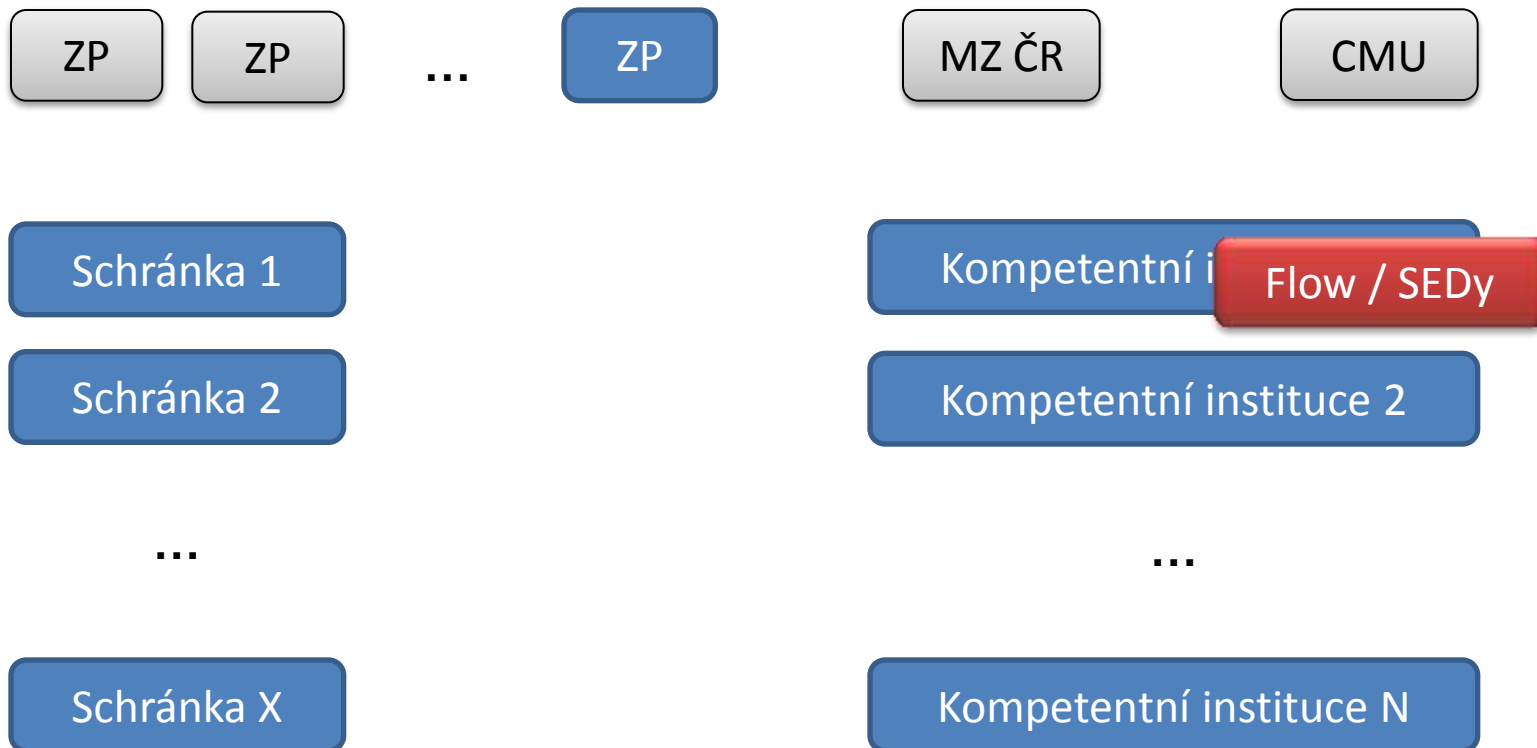 ZP ZP ... ZP MZ ČR CMU
Schránka 1
Kompetentní i
Flow / SEDy
Schránka 2
Kompetentní instituce 2
...
...
Schránka X
Kompetentní instituce N